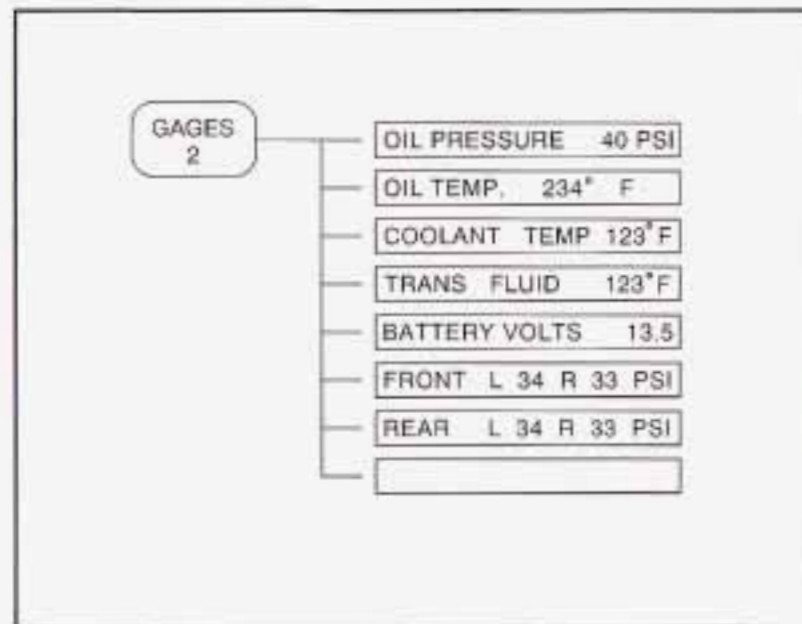 GAGES
2
OIL PRESSURE 40 PSI
OIL TEMP. 234° F
COOLANT TEMP 123°F
TRANS FLUID 123°F
BATTERY VOLTS 13.5
FRONT L 34 R 33 PSI
REAR L 34 R 33 PSI